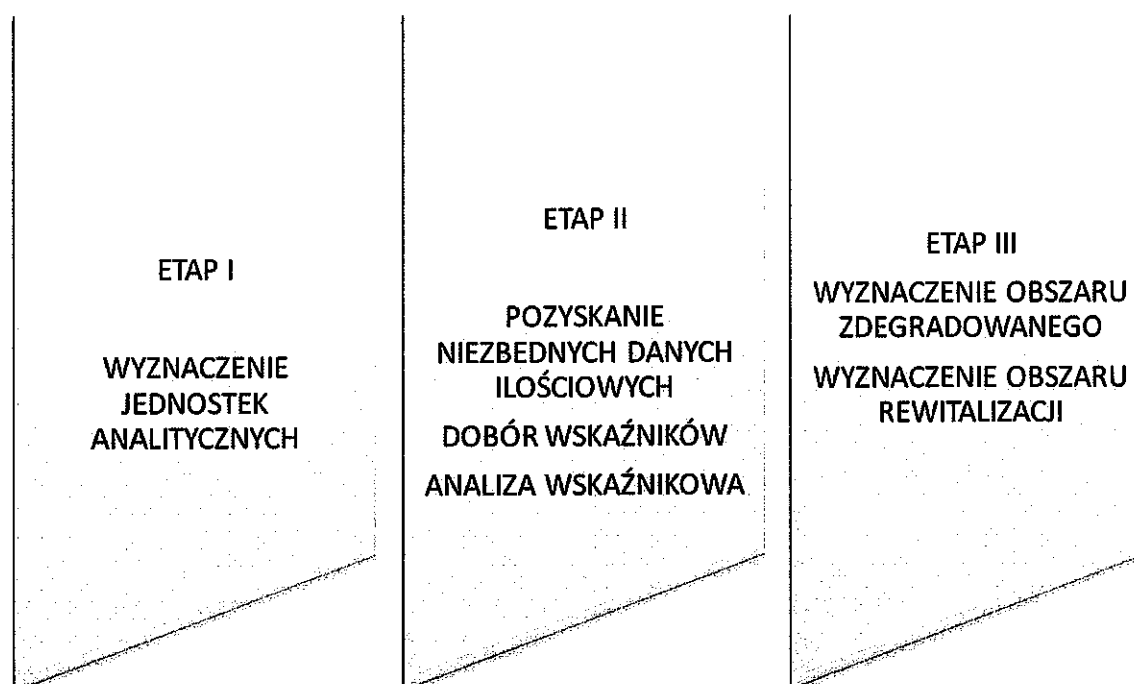 ETAP I
WYZNACZENIE
JEDNOSTEK
ANALITYCZNYCH
ETAP II
POZYSKANIE
NIEZBEDNYCH DANYCH
ILOŚCIOWYCH
DOBÓR WSKAŹNIKÓW
ANALIZA WSKAŹNIKOWA
ETAP III
WYZNACZENIE OBSZARU
ZDEGRADOWANEGO
WYZNACZENIE OBSZARU
REWITALIZACJI